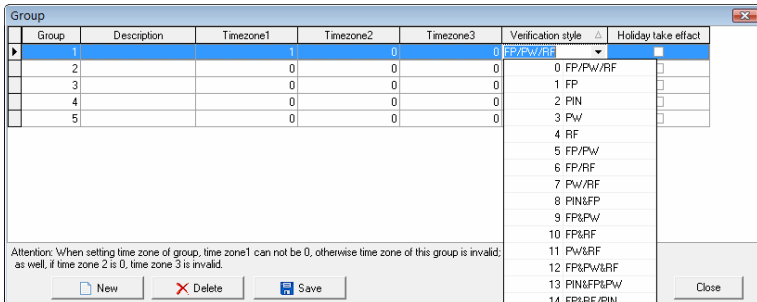 Group
Group Description Timezone1 Timezone2 Timezone3 Verification style Holiday take effact
1 1 0 0 FP/PW/RF
2 0 0 0
3 0 0 0
4 0 0 0
5 0 0 0
0 FP/PW/RF
1 FP
2 PIN
3 PW
4 RF
5 FP/PW
6 FP/RF
7 PW/RF
8 PIN&FP
9 FP&PW
10 FP&RF
11 PW&RF
12 FP&PW&RF
13 PIN&FP&PW
14 FP&RF/PIN
Attention: When setting time zone of group, time zone1 can not be 0, otherwise time zone of this group is invalid;
as well, if time zone 2 is 0, time zone 3 is invalid.
New Delete Save Close